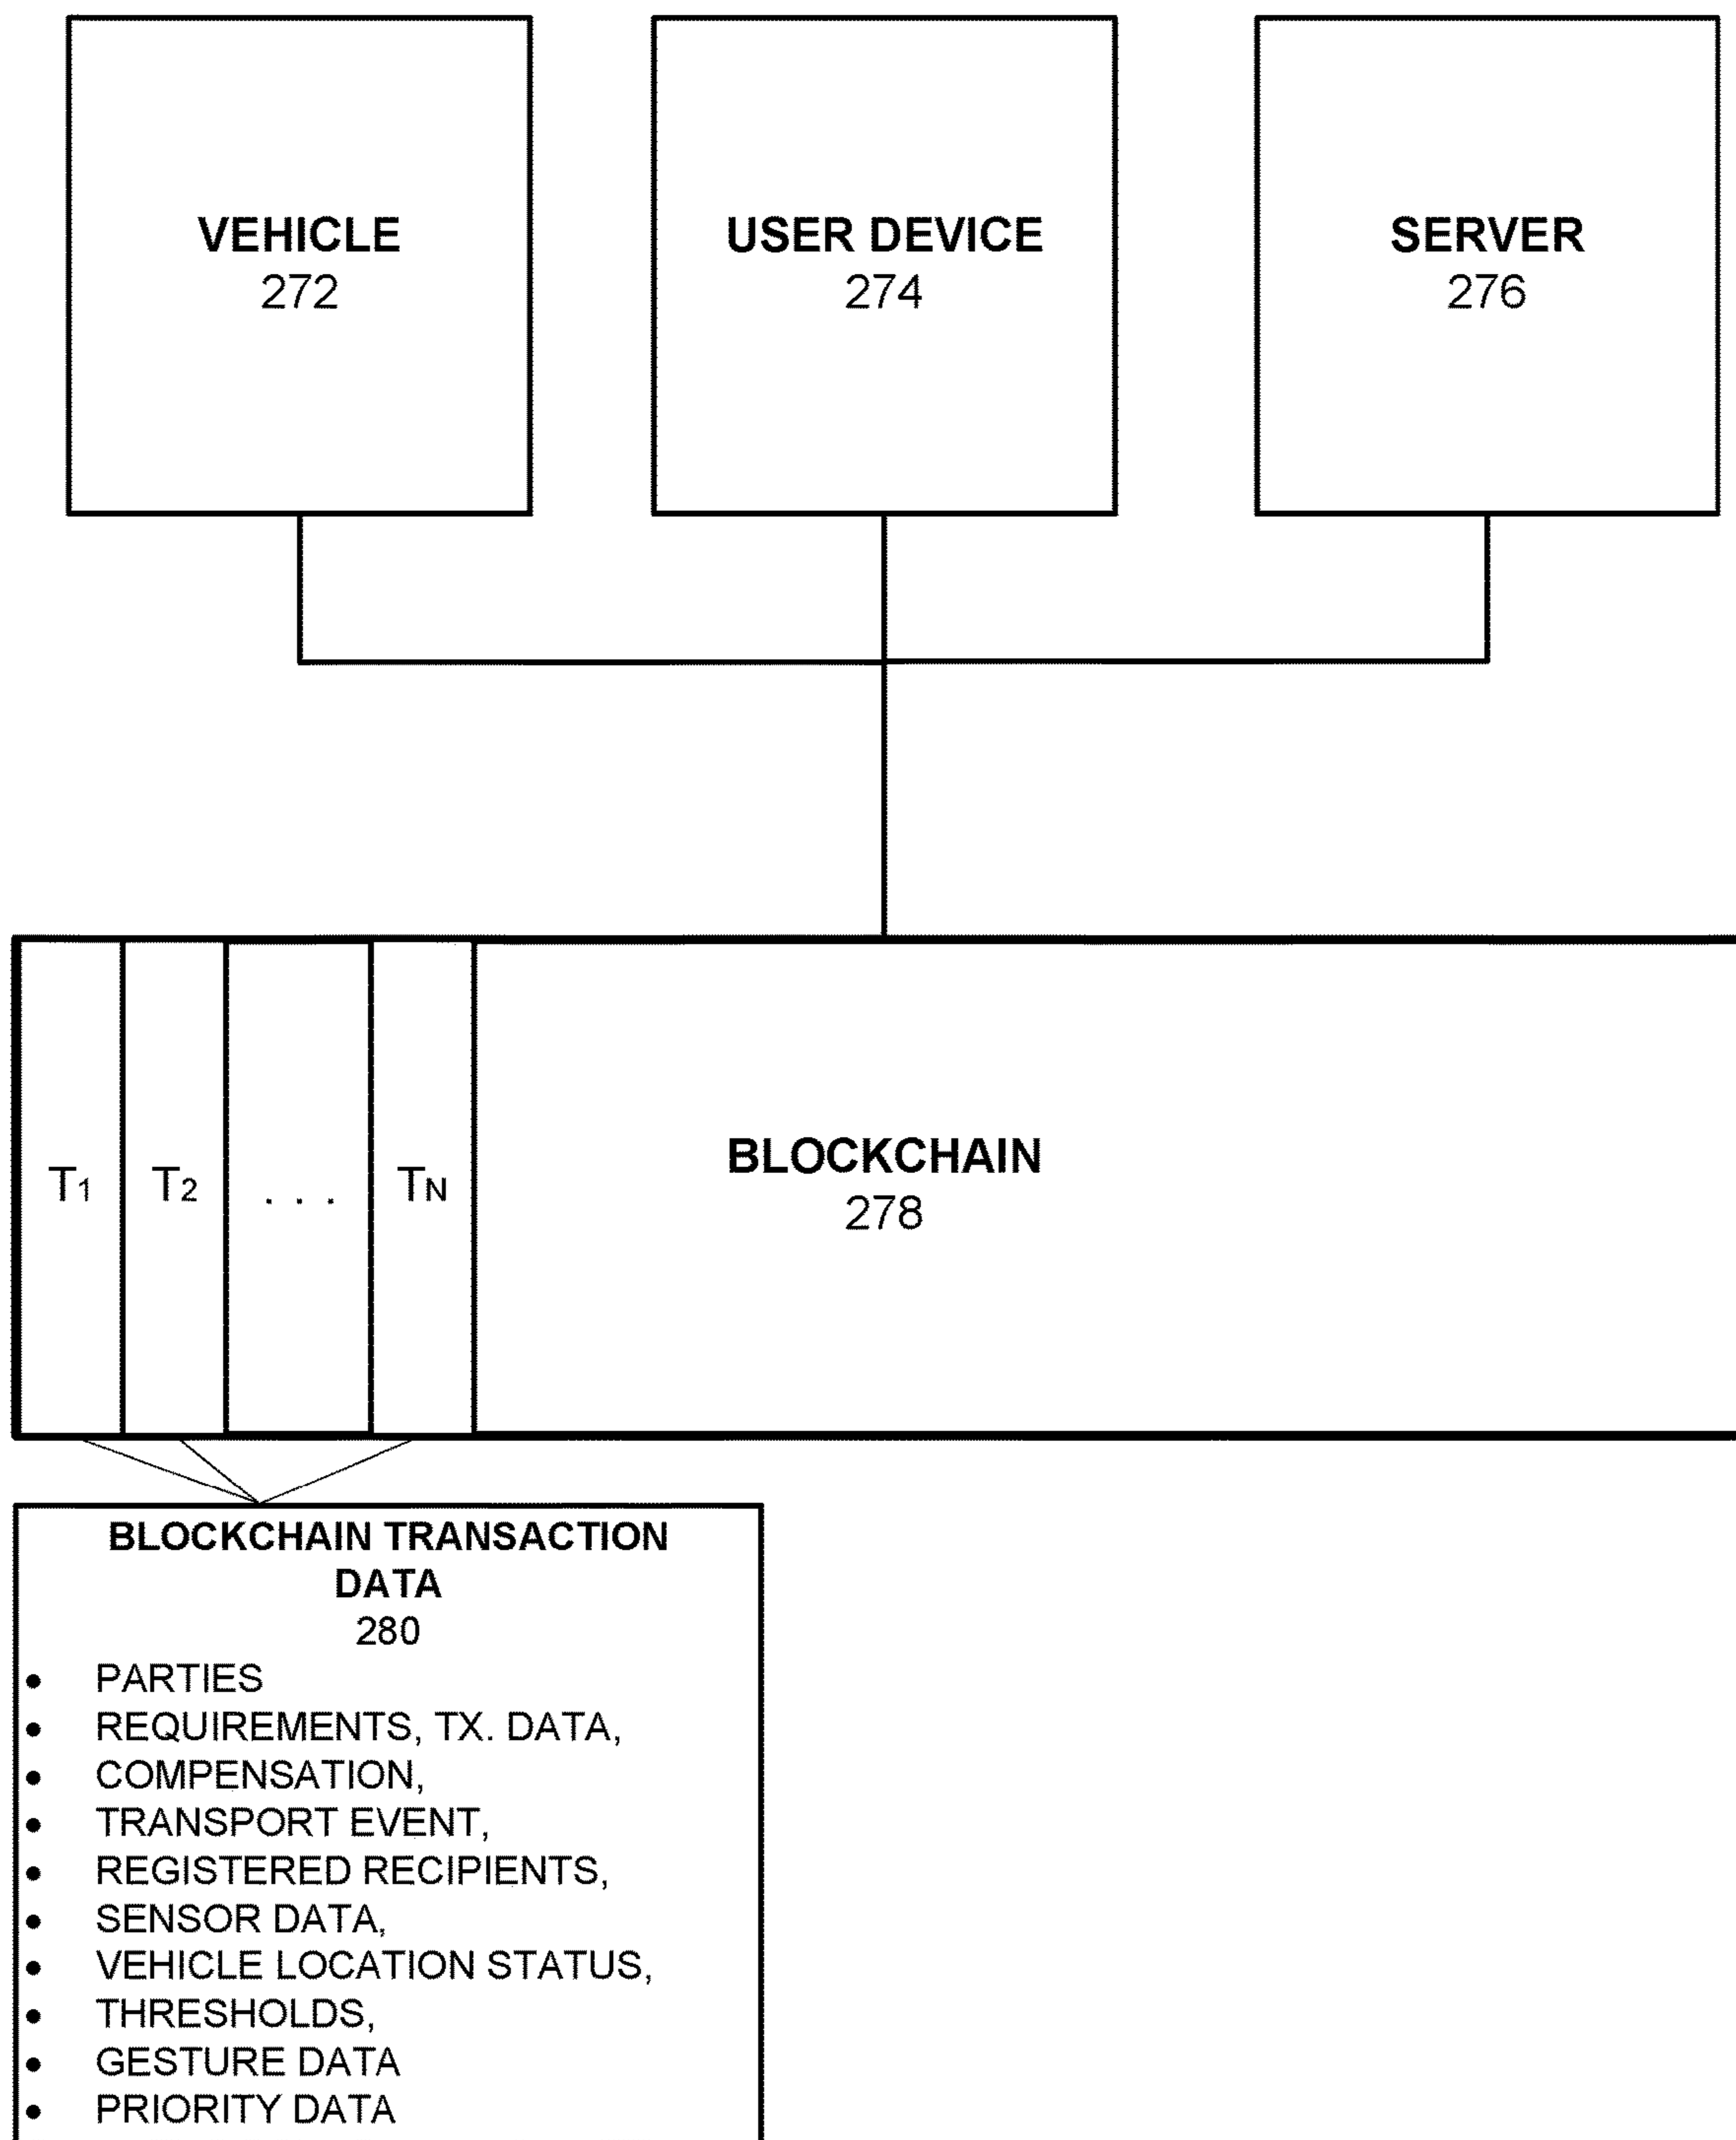 VEHICLE
272
USER DEVICE
274
SERVER
276
T1 T2 . . . TN
BLOCKCHAIN
278
BLOCKCHAIN TRANSACTION
DATA
280
• PARTIES
• REQUIREMENTS, TX. DATA,
• COMPENSATION,
• TRANSPORT EVENT,
• REGISTERED RECIPIENTS,
• SENSOR DATA,
• VEHICLE LOCATION STATUS,
• THRESHOLDS,
• GESTURE DATA
• PRIORITY DATA